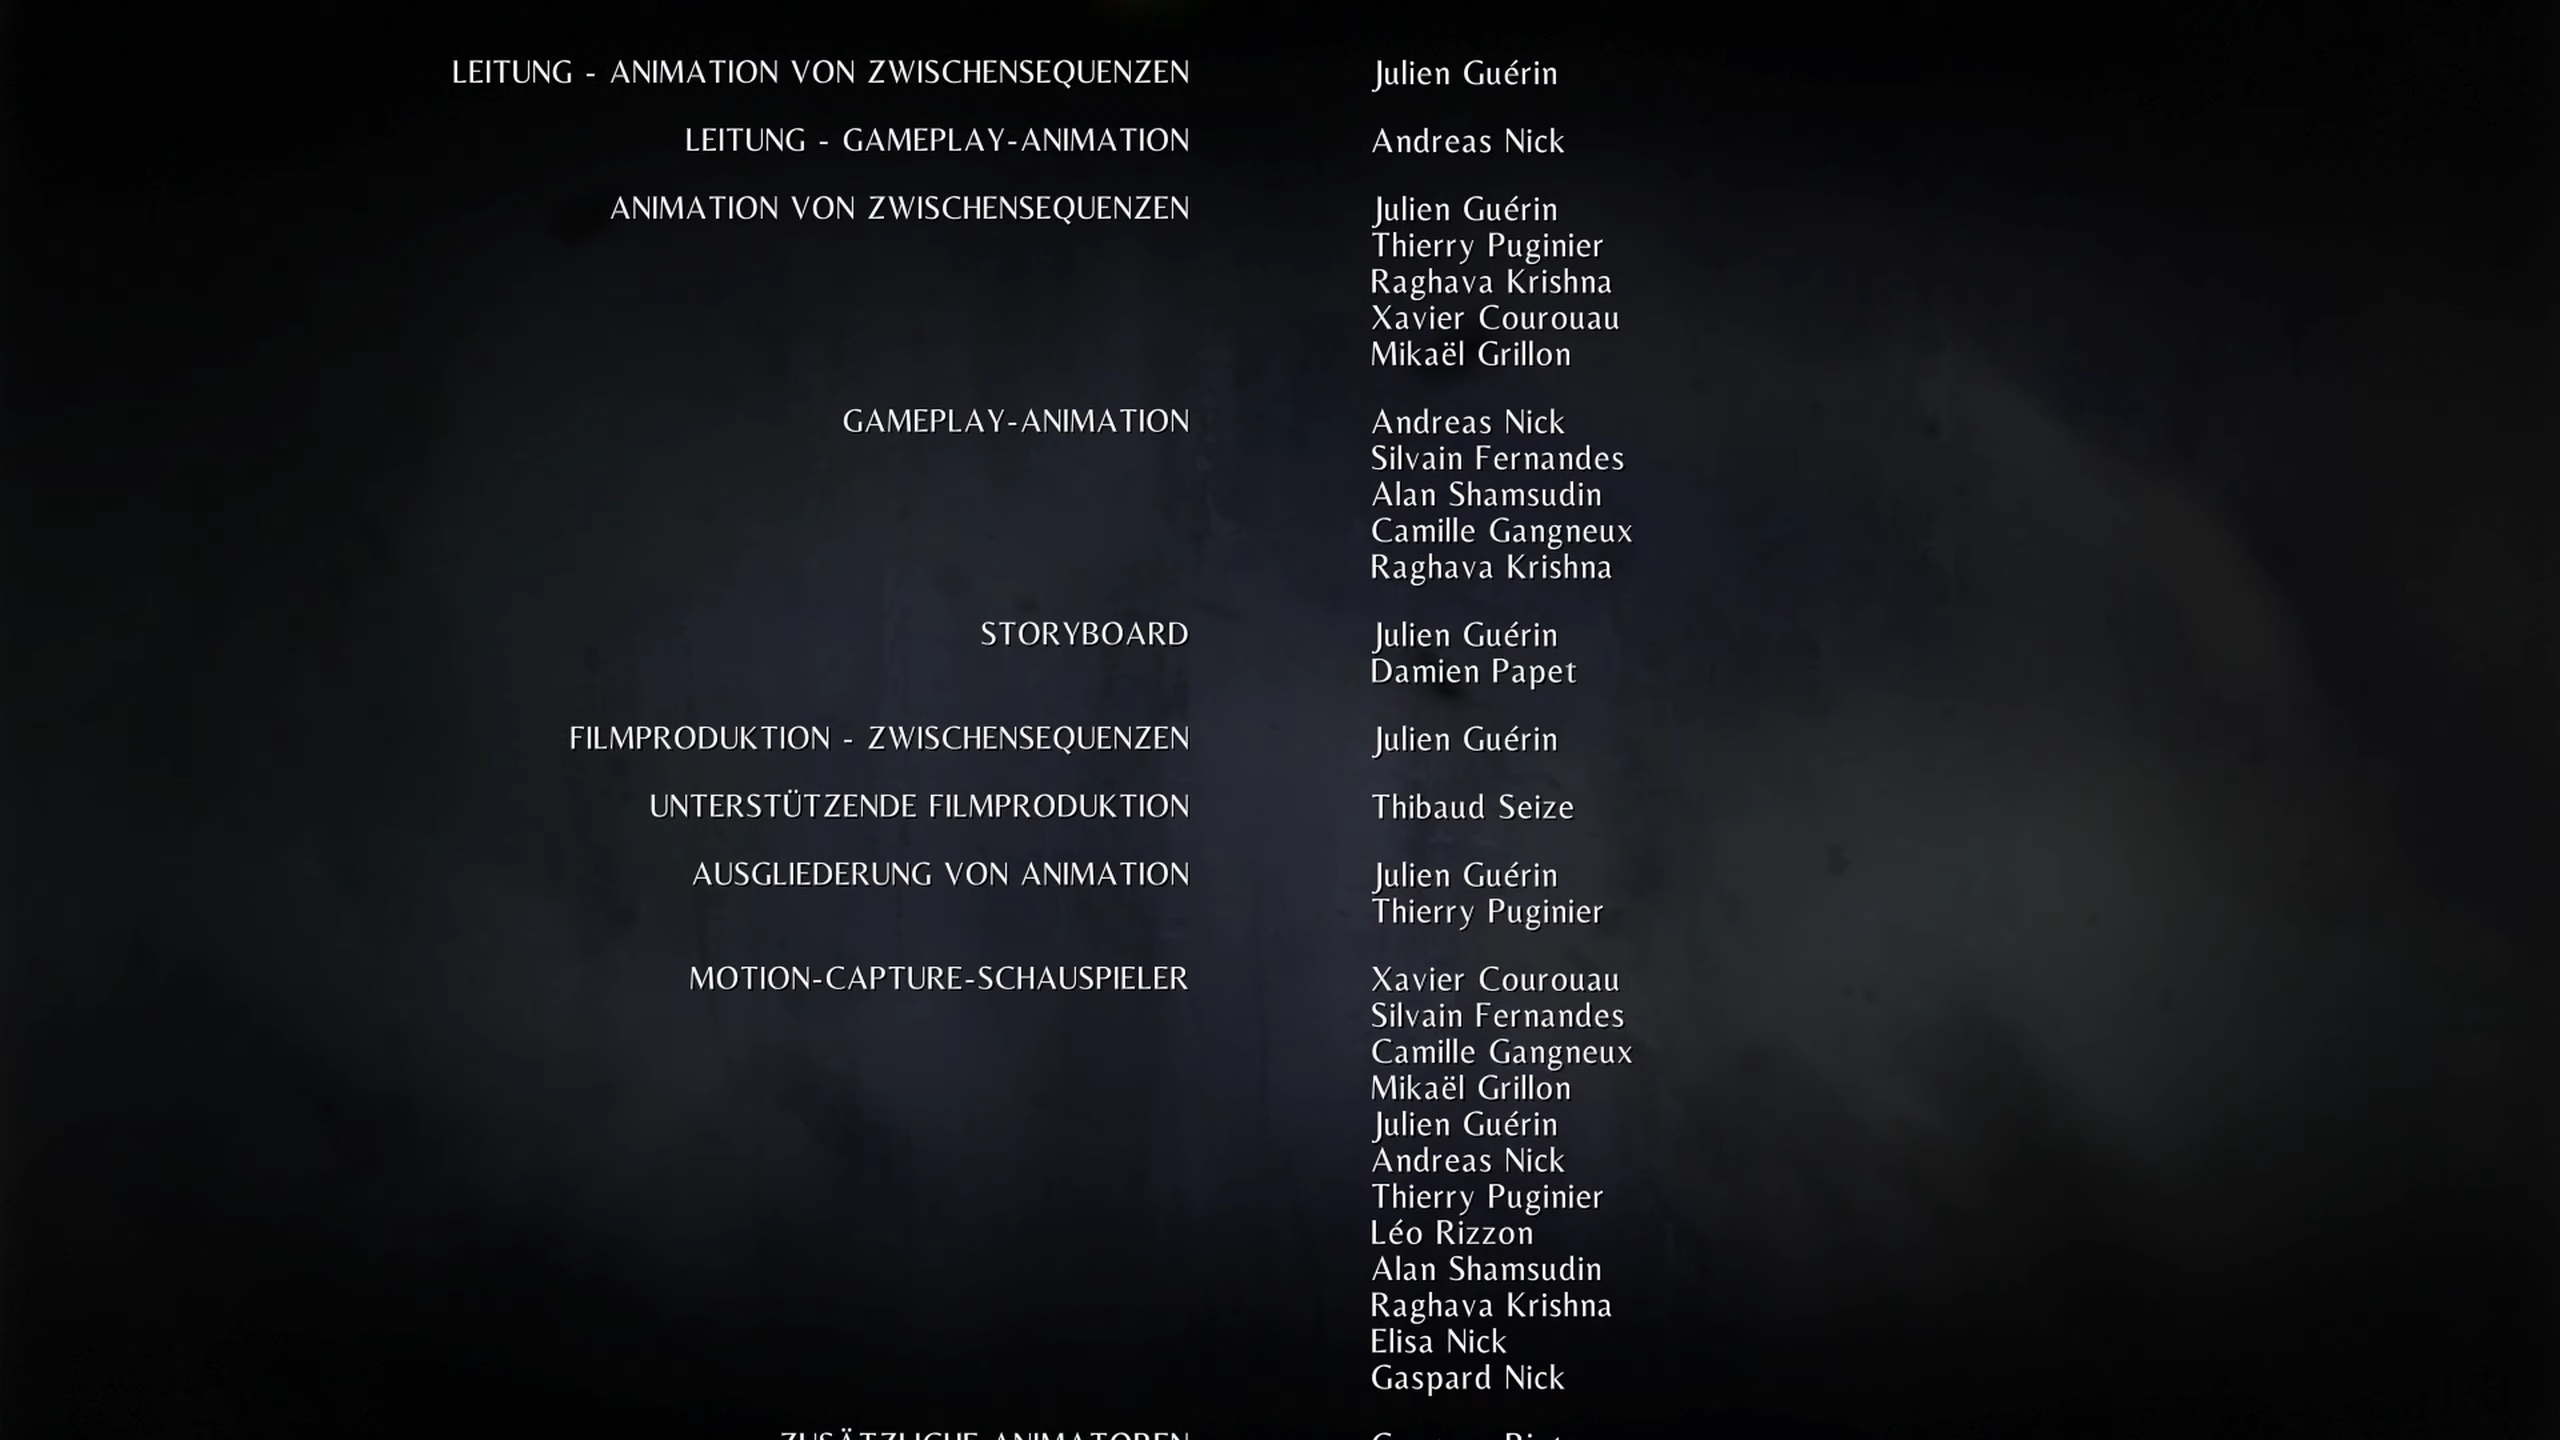 LEITUNG - ANIMATION VON ZWISCHENSEQUENZEN Julien Guérin
LEITUNG - GAMEPLAY-ANIMATION Andreas Nick
ANIMATION VON ZWISCHENSEQUENZEN Julien Guérin
Thierry Puginier
Raghava Krishna
Xavier Courouau
Mikaël Grillon
GAMEPLAY-ANIMATION Andreas Nick
Silvain Fernandes
Alan Shamsudin
Camille Gangneux
Raghava Krishna
STORYBOARD Julien Guérin
Damien Papet
FILMPRODUKTION - ZWISCHENSEQUENZEN Julien Guérin
UNTERSTÜTZENDE FILMPRODUKTION Thibaud Seize
AUSGLIEDERUNG VON ANIMATION Julien Guérin
Thierry Puginier
MOTION-CAPTURE-SCHAUSPIELER Xavier Courouau
Silvain Fernandes
Camille Gangneux
Mikaël Grillon
Julien Guérin
Andreas Nick
Thierry Puginier
Léo Rizzon
Alan Shamsudin
Raghava Krishna
Elisa Nick
Gaspard Nick
ZUSÄTZLICHE ANIMATOREN